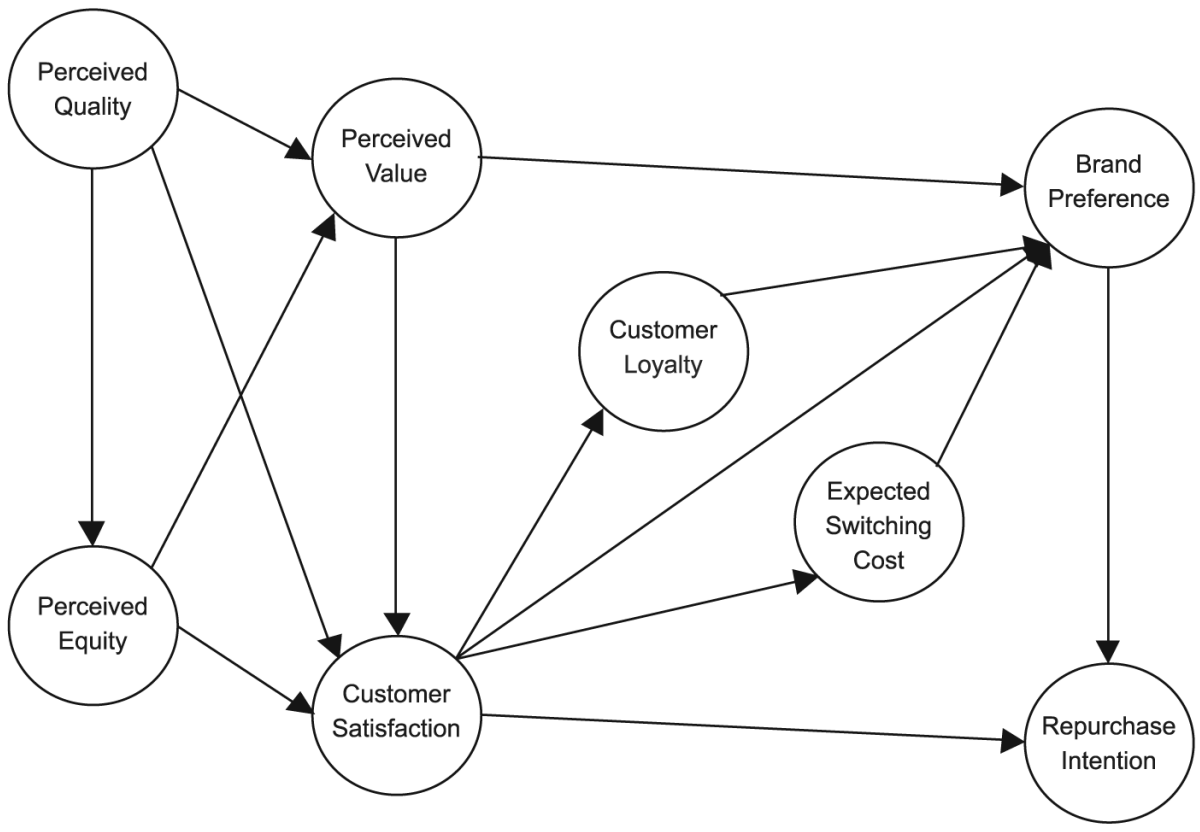 Perceived
Quality
Perceived
Value
Brand
Preference
Customer
Loyalty
Expected
Switching
Cost
Perceived
Equity
Customer
Satisfaction
Repurchase
Intention